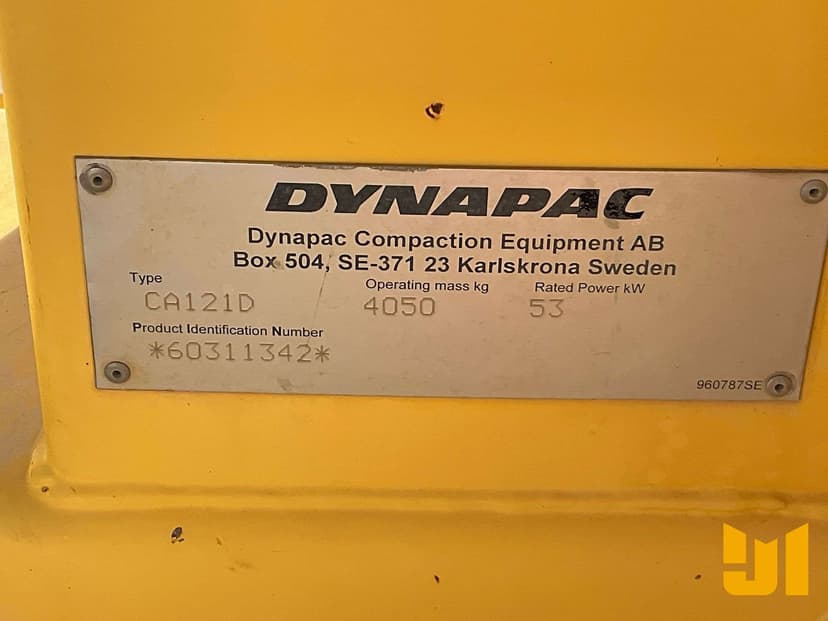 DYNAPAC
Dynapac Compaction Equipment AB
Box 504, SE-371 23 Karlskrona Sweden
Type Operating mass kg Rated Power kW
CA121D 4050 53
Product Identification Number
*60311342*
960787SE